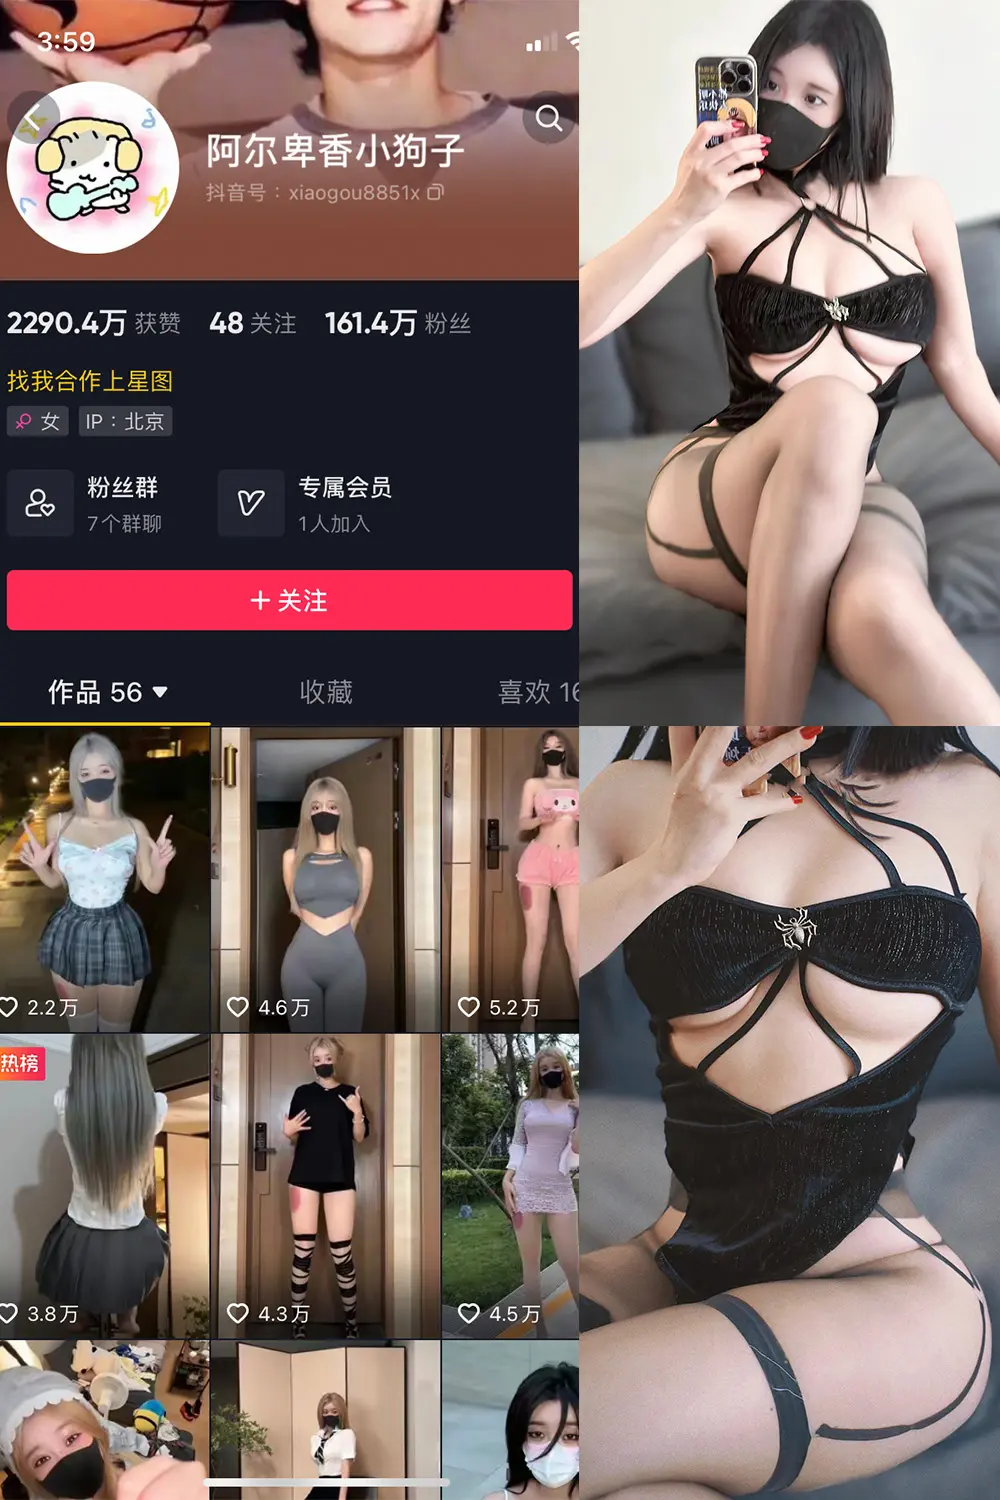 3:59
阿尔卑香小狗子
抖音号：xiaogou8851x
2290.4万 获赞 48 关注 161.4万 粉丝
找我合作上星图
女 IP：北京
粉丝群
7个群聊
专属会员
1人加入
+ 关注
作品 56 收藏 喜欢 16
2.2万 4.6万 5.2万
热榜
3.8万 4.3万 4.5万